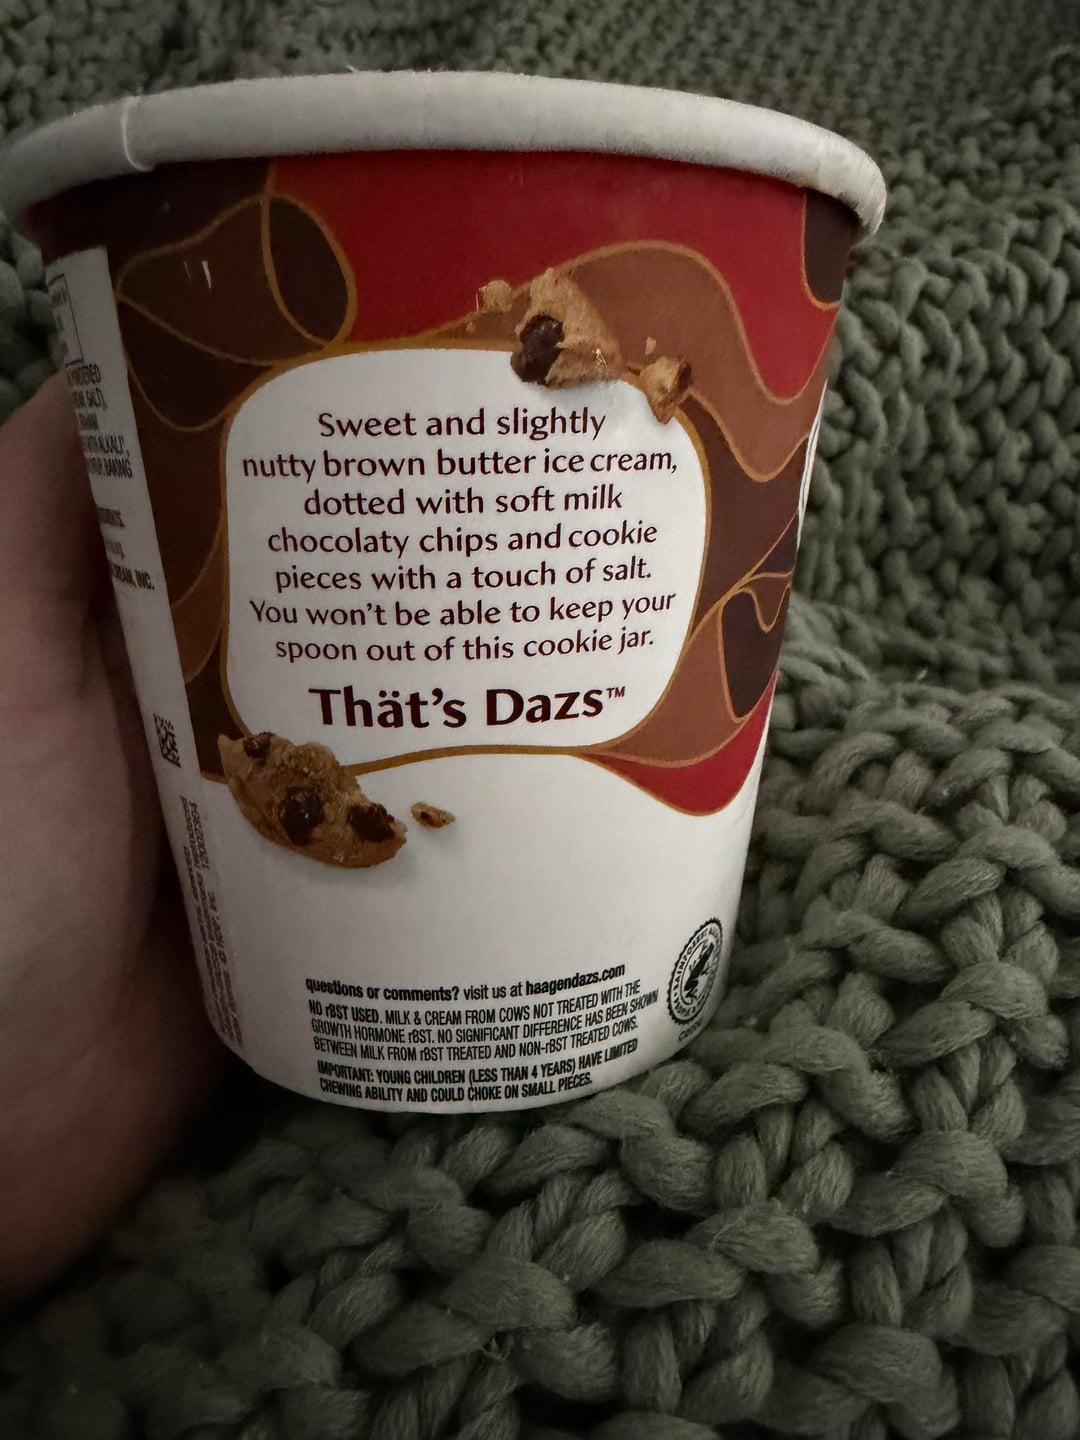 Sweet and slightly
nutty brown butter ice cream,
dotted with soft milk
chocolaty chips and cookie
pieces with a touch of salt.
You won't be able to keep your
spoon out of this cookie jar.
Thät's Dazs™
questions or comments? visit us at haagendazs.com
NO rBST USED. MILK & CREAM FROM COWS NOT TREATED WITH THE
GROWTH HORMONE rBST. NO SIGNIFICANT DIFFERENCE HAS BEEN SHOWN
BETWEEN MILK FROM rBST TREATED AND NON-rBST TREATED COWS.
IMPORTANT: YOUNG CHILDREN (LESS THAN 4 YEARS) HAVE LIMITED
CHEWING ABILITY AND COULD CHOKE ON SMALL PIECES.
SALT),
ALKALI*,
BAKING
INC.